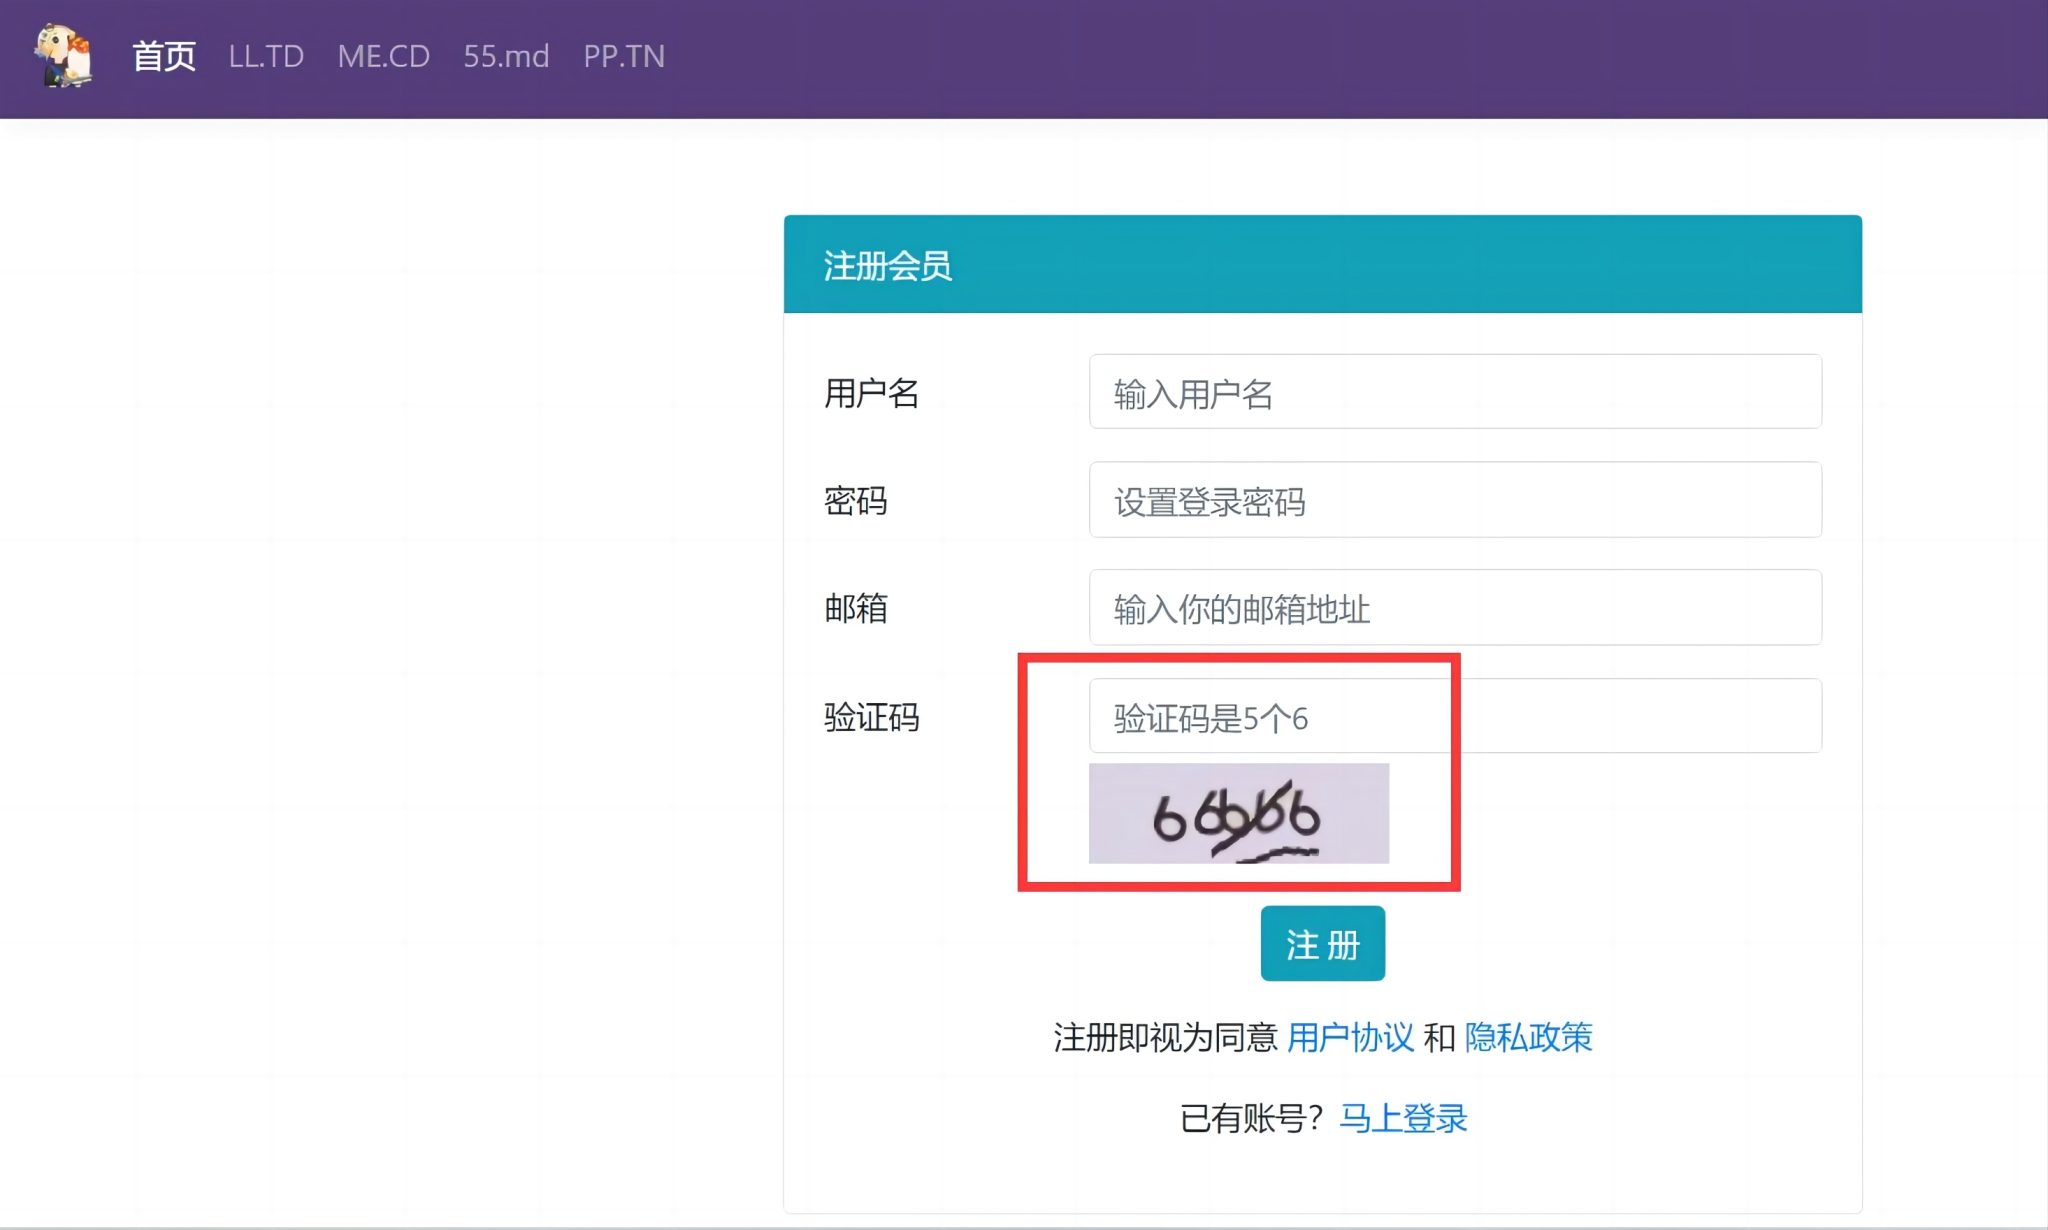 首页 LL.TD ME.CD 55.md PP.TN
注册会员
用户名 输入用户名
密码 设置登录密码
邮箱 输入你的邮箱地址
验证码 验证码是5个6
66666
注 册
注册即视为同意 用户协议 和 隐私政策
已有账号？马上登录